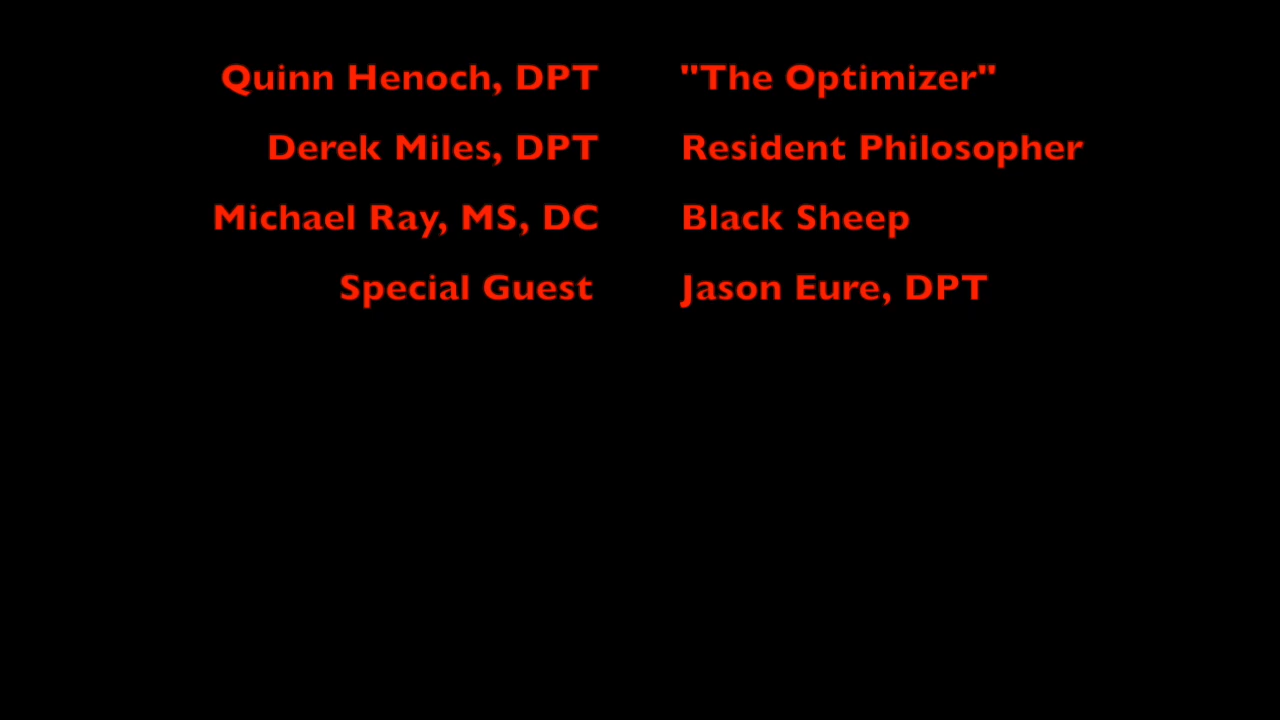 Quinn Henoch, DPT "The Optimizer"
Derek Miles, DPT Resident Philosopher
Michael Ray, MS, DC Black Sheep
Special Guest Jason Eure, DPT